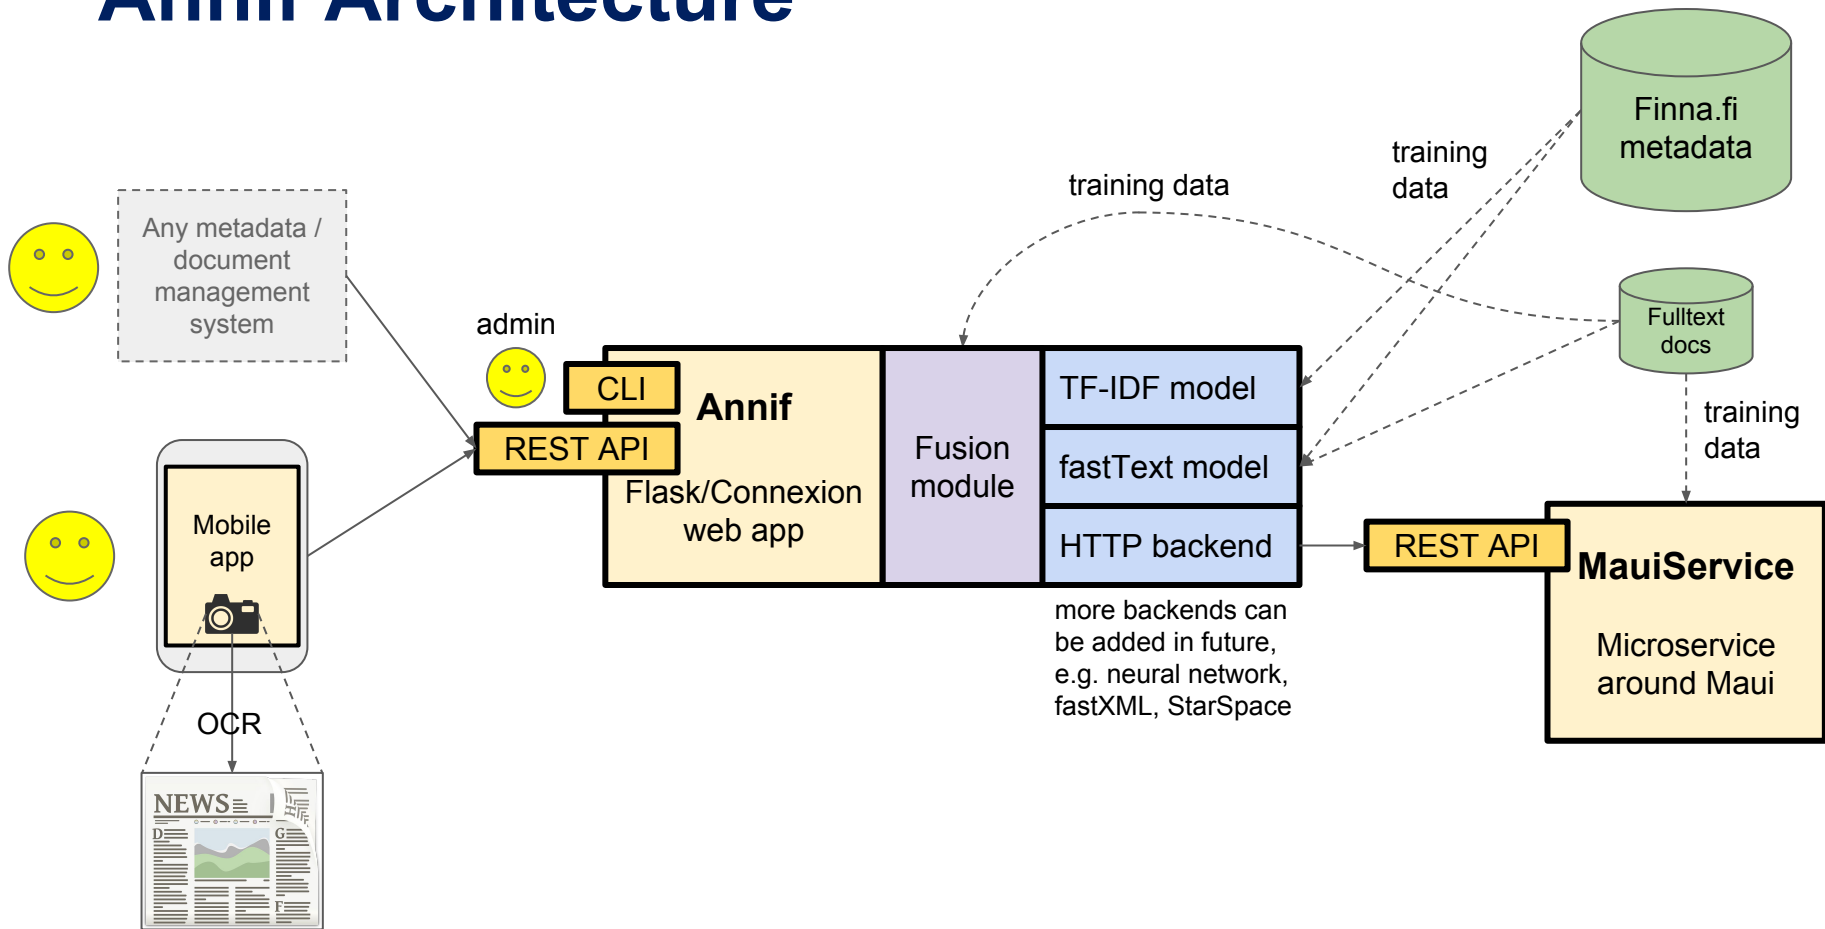 Annif Architecture
Finna.fi
metadata
training
data
training data
Any metadata /
document
management
system
Fulltext
docs
admin
CLI
REST API
Annif
Flask/Connexion
web app
Fusion
module
TF-IDF model
fastText model
HTTP backend
training
data
REST API
MauiService
Microservice
around Maui
more backends can
be added in future,
e.g. neural network,
fastXML, StarSpace
Mobile
app
OCR
NEWS
D
G
F
H